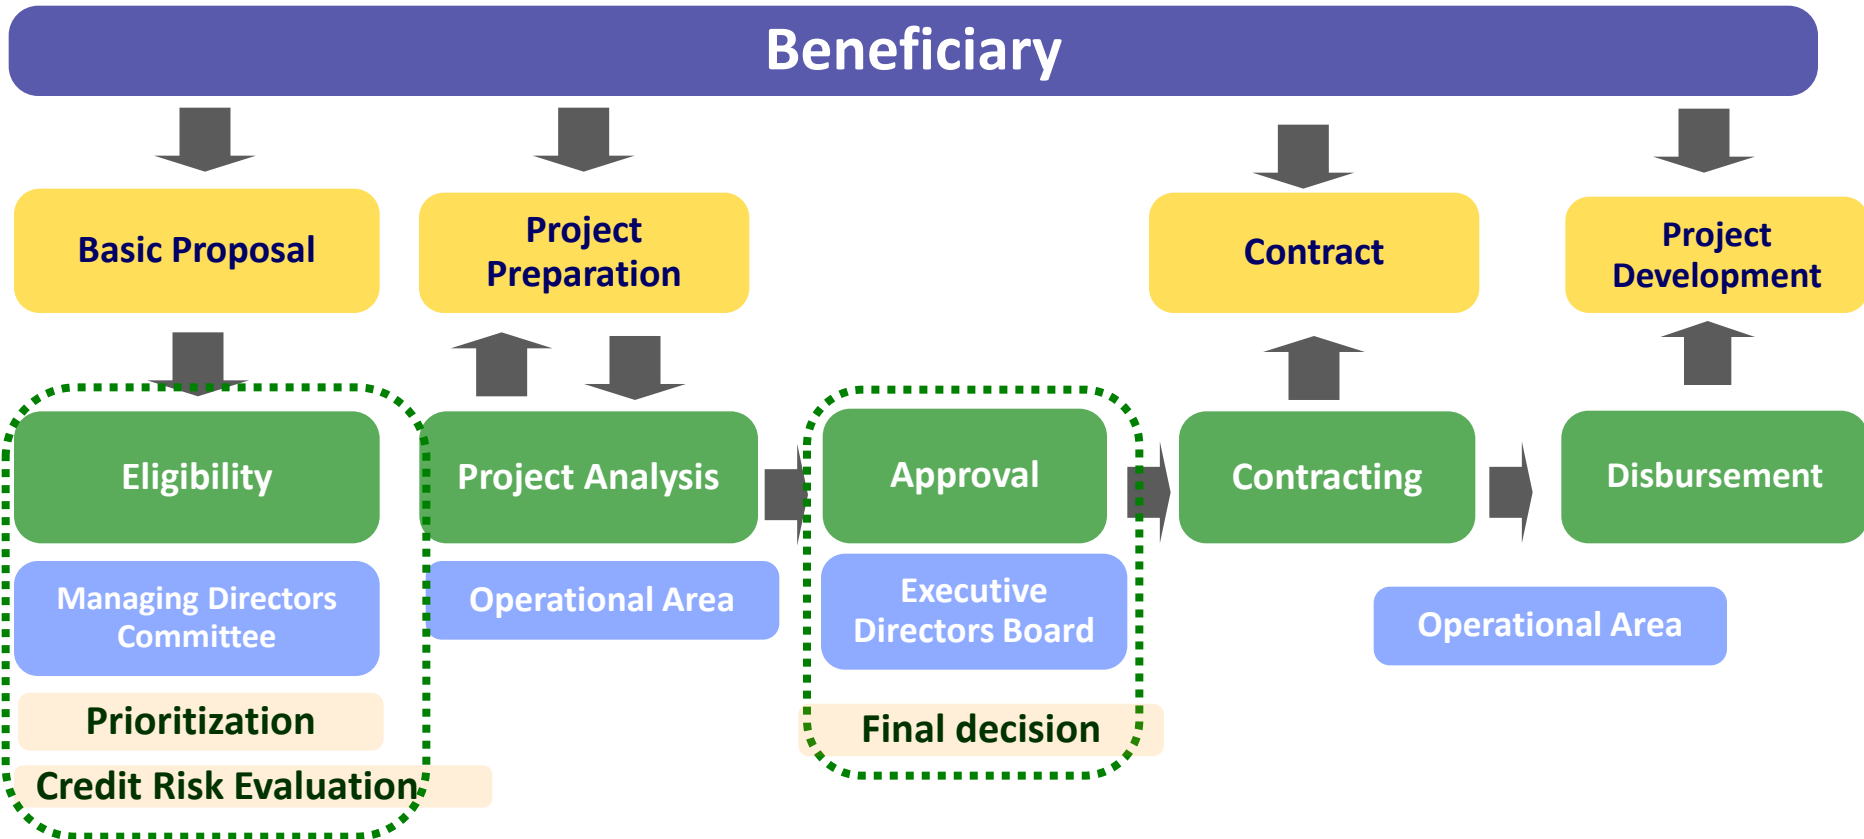 Beneficiary
Basic Proposal
Project
Preparation
Contract
Project
Development
Eligibility
Project Analysis
Approval
Contracting
Disbursement
Managing Directors
Committee
Operational Area
Executive
Directors Board
Operational Area
Prioritization
Final decision
Credit Risk Evaluation